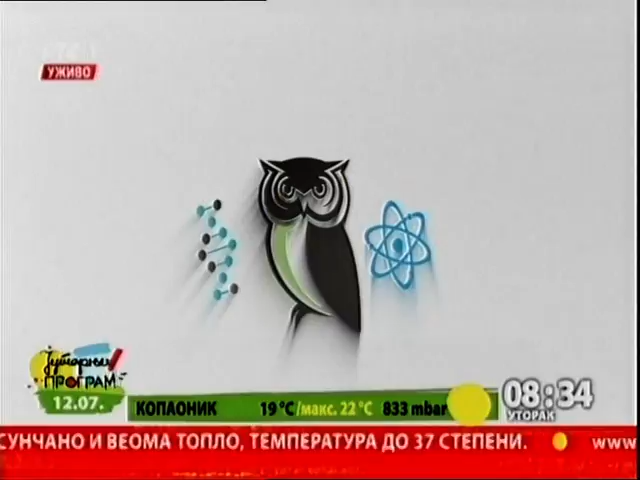 УЖИВО
Јутарњи
ПРОГРАМ
12.07.
КОПАОНИК 19 °C /макс. 22 °C 833 mbar
08:34
УТОРАК
СУНЧАНО И ВЕОМА ТОПЛО, ТЕМПЕРАТУРА ДО 37 СТЕПЕНИ. www